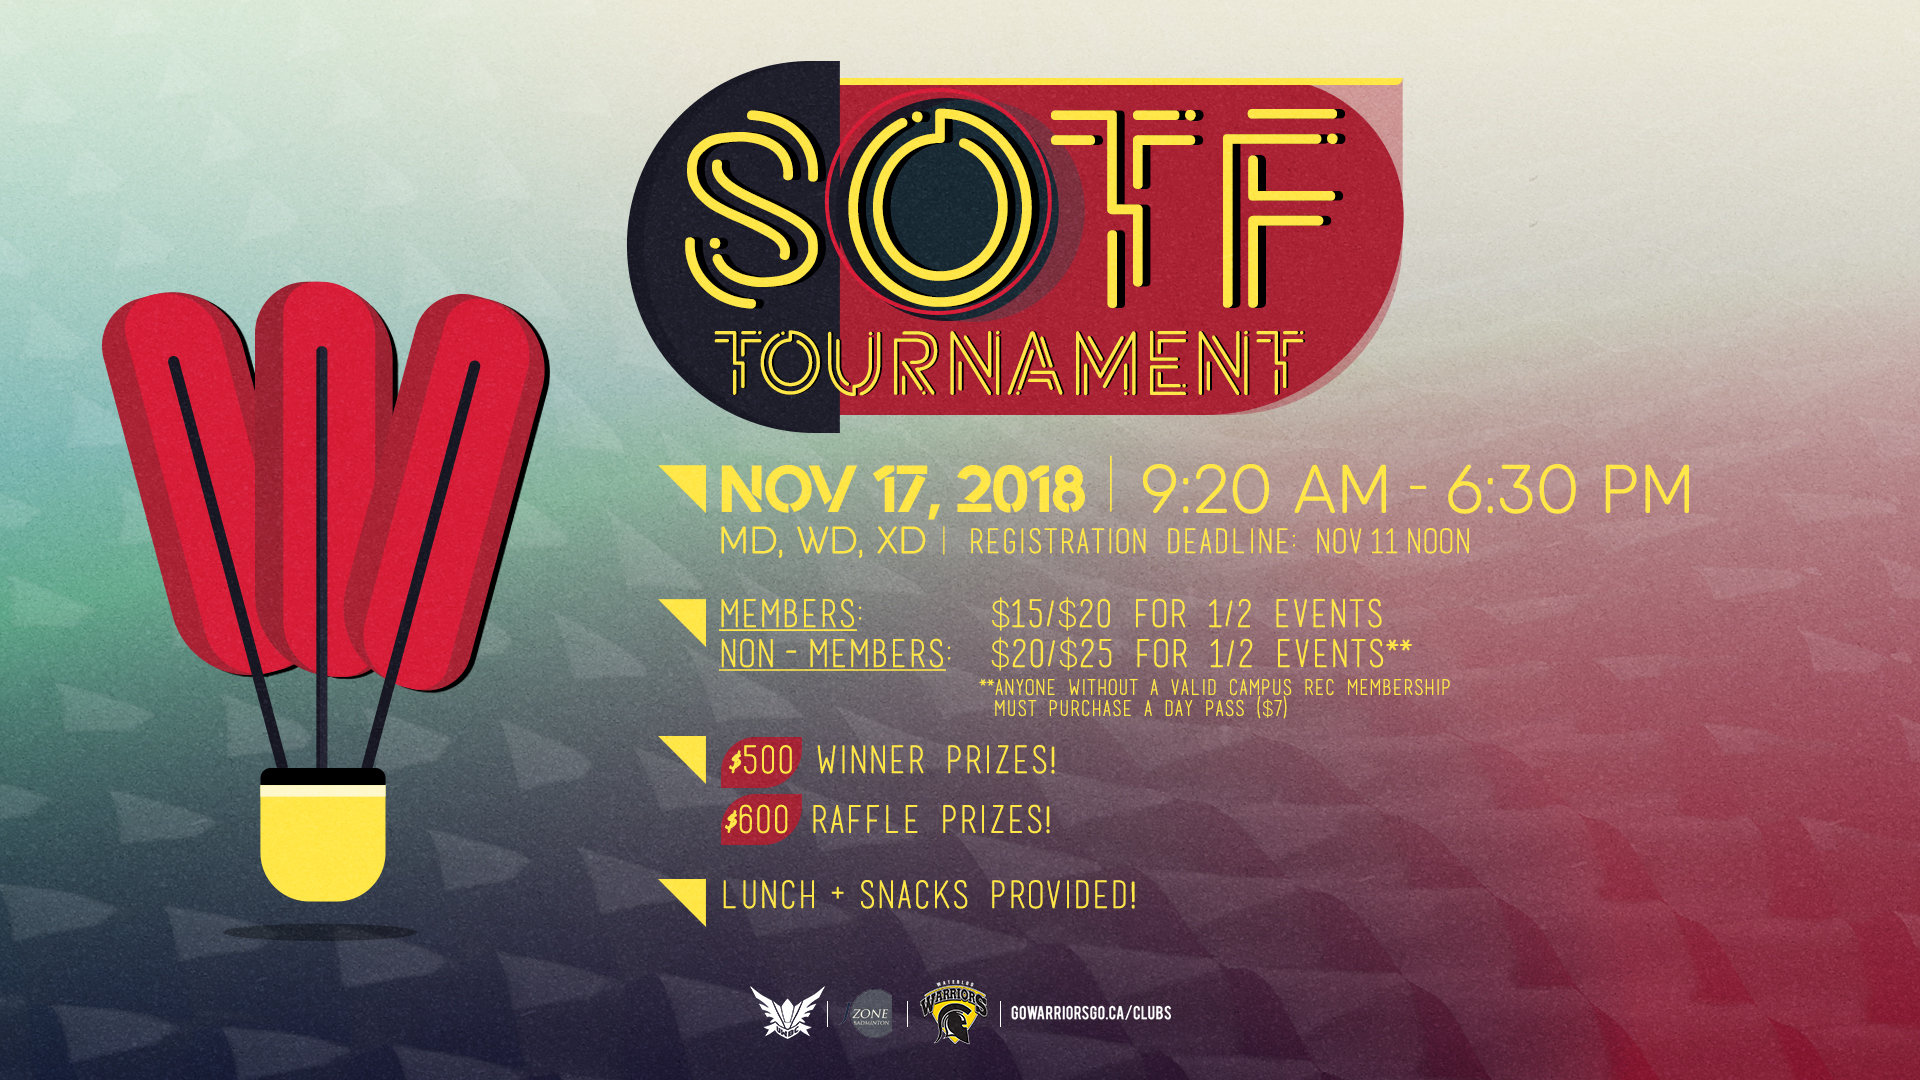 SOTF
TOURNAMENT
NOV 17, 2018 | 9:20 AM - 6:30 PM
MD, WD, XD | REGISTRATION DEADLINE: NOV 11 NOON
MEMBERS: $15/$20 FOR 1/2 EVENTS
NON - MEMBERS: $20/$25 FOR 1/2 EVENTS**
**ANYONE WITHOUT A VALID CAMPUS REC MEMBERSHIP
MUST PURCHASE A DAY PASS ($7)
$500 WINNER PRIZES!
$600 RAFFLE PRIZES!
LUNCH + SNACKS PROVIDED!
UWBC
ZONE
BADMINTON
WATERLOO
WARRIORS
GOWARRIORSGO.CA/CLUBS